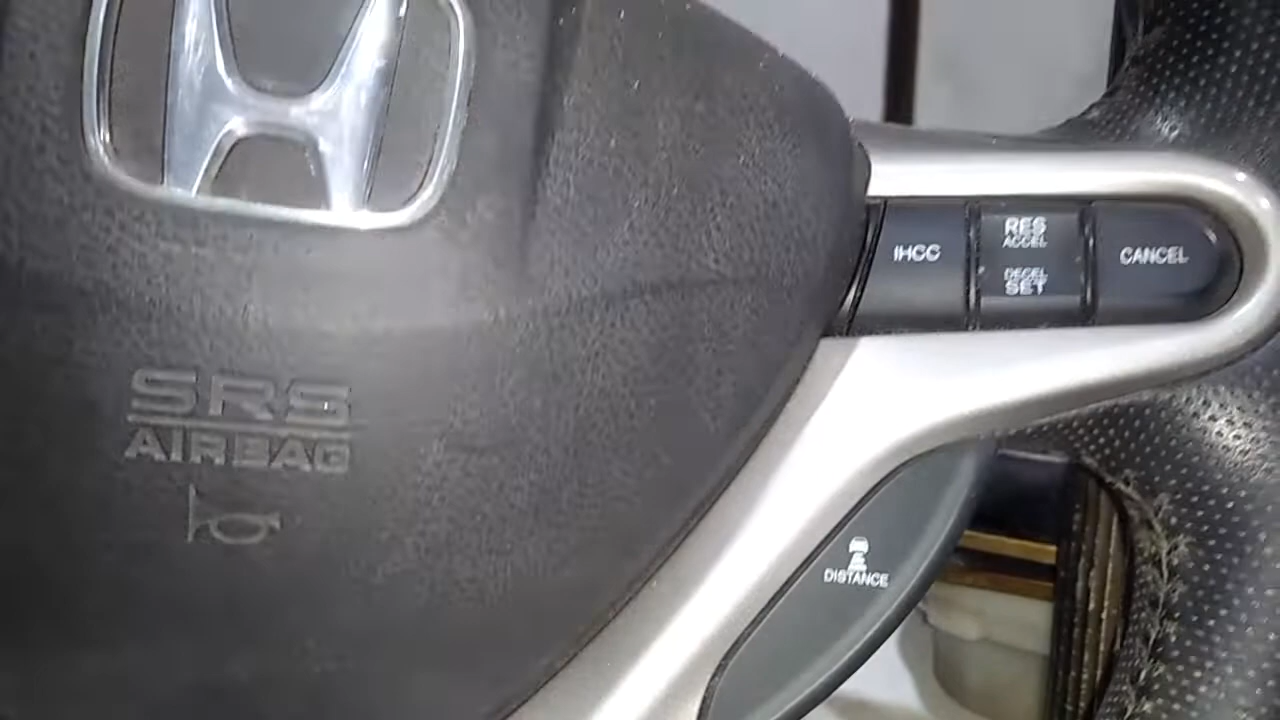 IHCC
RES
ACCEL
DECEL
SET
CANCEL
SRS
AIRBAG
DISTANCE